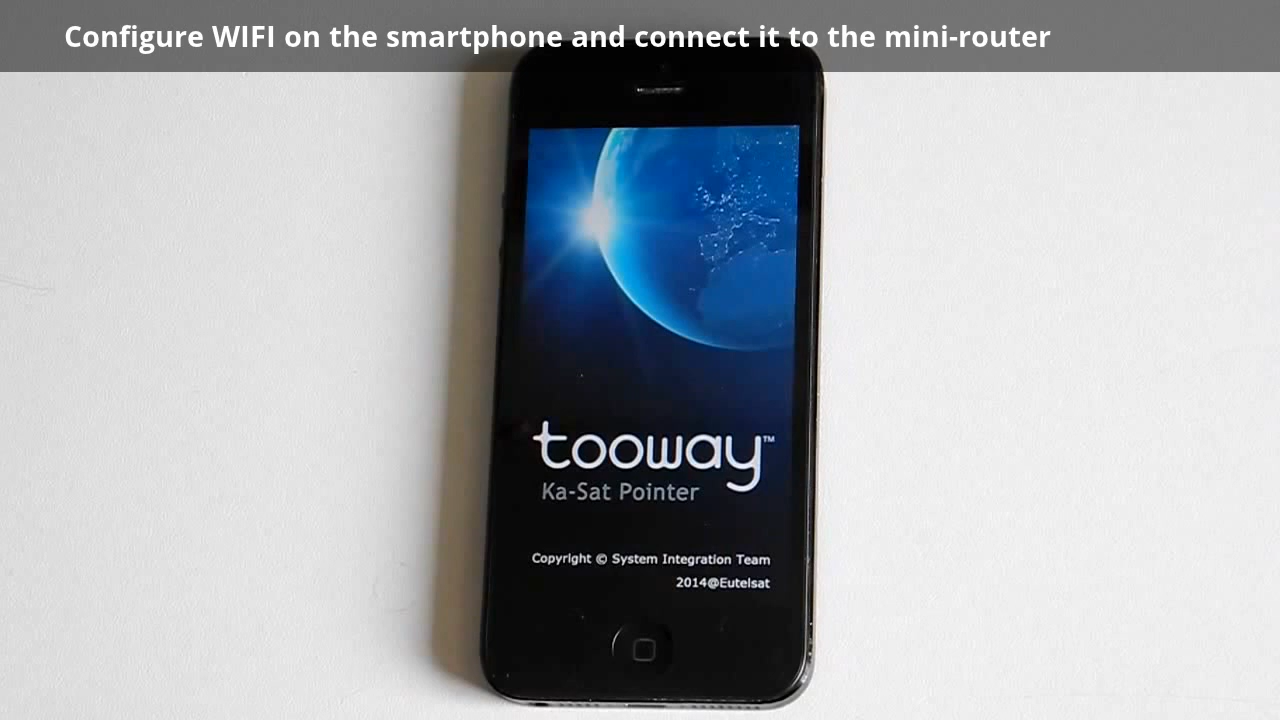 Configure WIFI on the smartphone and connect it to the mini-router
tooway™
Ka-Sat Pointer
Copyright © System Integration Team
2014@Eutelsat